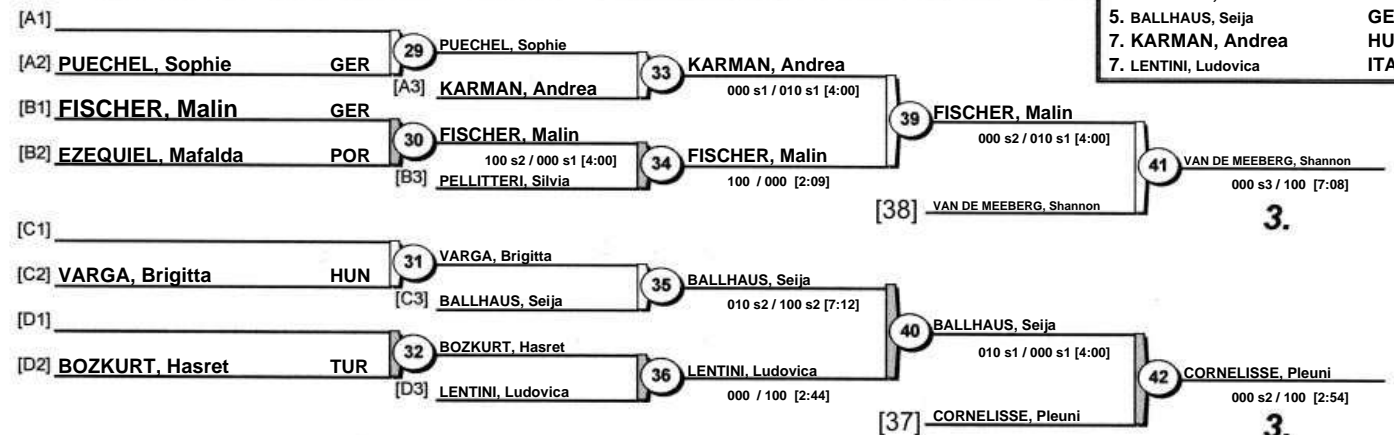 5. BALLHAUS, Seija GE
7. KARMAN, Andrea HU
7. LENTINI, Ludovica ITA
[A1]
29 PUECHEL, Sophie
[A2] PUECHEL, Sophie GER
33 KARMAN, Andrea
000 s1 / 010 s1 [4:00]
[A3] KARMAN, Andrea
[B1] FISCHER, Malin GER
39 FISCHER, Malin
000 s2 / 010 s1 [4:00]
30 FISCHER, Malin
100 s2 / 000 s1 [4:00]
[B2] EZEQUIEL, Mafalda POR
34 FISCHER, Malin
100 / 000 [2:09]
[B3] PELLITTERI, Silvia
41 VAN DE MEEBERG, Shannon
000 s3 / 100 [7:08]
3.
[38] VAN DE MEEBERG, Shannon
[C1]
31 VARGA, Brigitta
[C2] VARGA, Brigitta HUN
35 BALLHAUS, Seija
010 s2 / 100 s2 [7:12]
[C3] BALLHAUS, Seija
[D1]
40 BALLHAUS, Seija
010 s1 / 000 s1 [4:00]
32 BOZKURT, Hasret
[D2] BOZKURT, Hasret TUR
36 LENTINI, Ludovica
000 / 100 [2:44]
[D3] LENTINI, Ludovica
42 CORNELISSE, Pleuni
000 s2 / 100 [2:54]
3.
[37] CORNELISSE, Pleuni